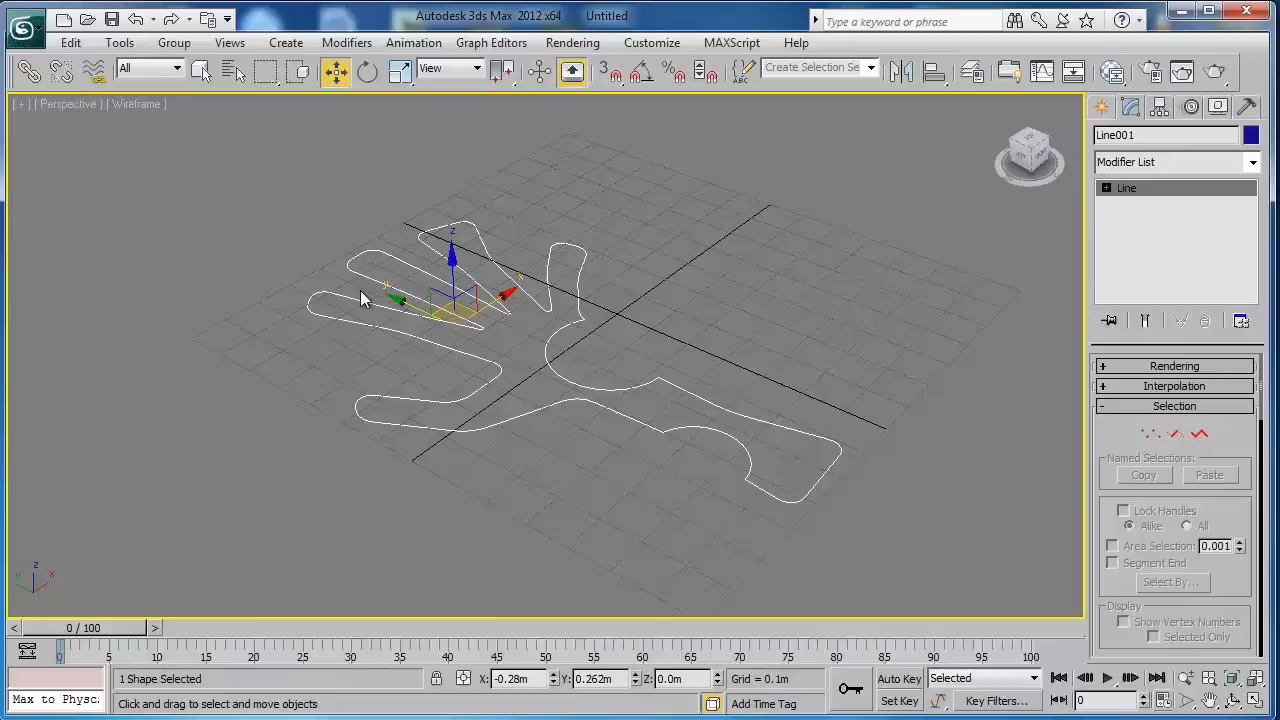 Autodesk 3ds Max 2012 x64 Untitled
Type a keyword or phrase
Edit Tools Group Views Create Modifiers Animation Graph Editors Rendering Customize MAXScript Help
All View Create Selection Se
[ + ] [ Perspective ] [ Wireframe ]
Line001
Modifier List
Line
z
x
y
Rendering
Interpolation
Selection
Named Selections:
Copy Paste
Lock Handles
Alike All
Area Selection: 0.001
Segment End
Select By...
Display
Show Vertex Numbers
Selected Only
z
y x
0 / 100
0 5 10 15 20 25 30 35 40 45 50 55 60 65 70 75 80 85 90 95 100
1 Shape Selected X: -0.28m Y: 0.262m Z: 0.0m Grid = 0.1m Auto Key Selected
Max to Physc: Click and drag to select and move objects Add Time Tag Set Key Key Filters... 0